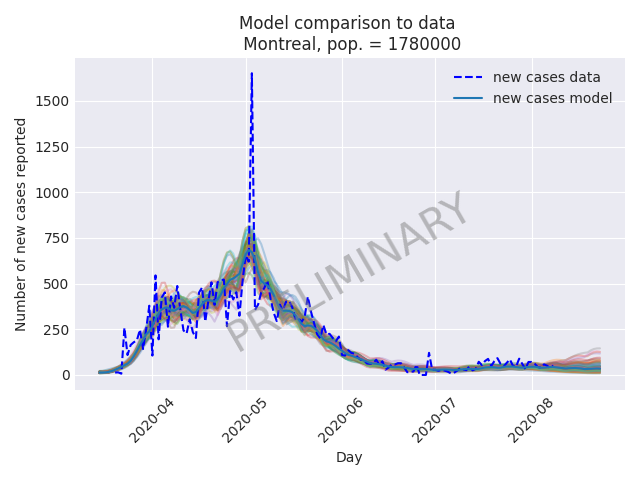 Model comparison to data
Montreal, pop. = 1780000
new cases data
new cases model
Number of new cases reported
1500
1250
1000
750
500
250
0
PRELIMINARY
2020-04
2020-05
2020-06
2020-07
2020-08
Day